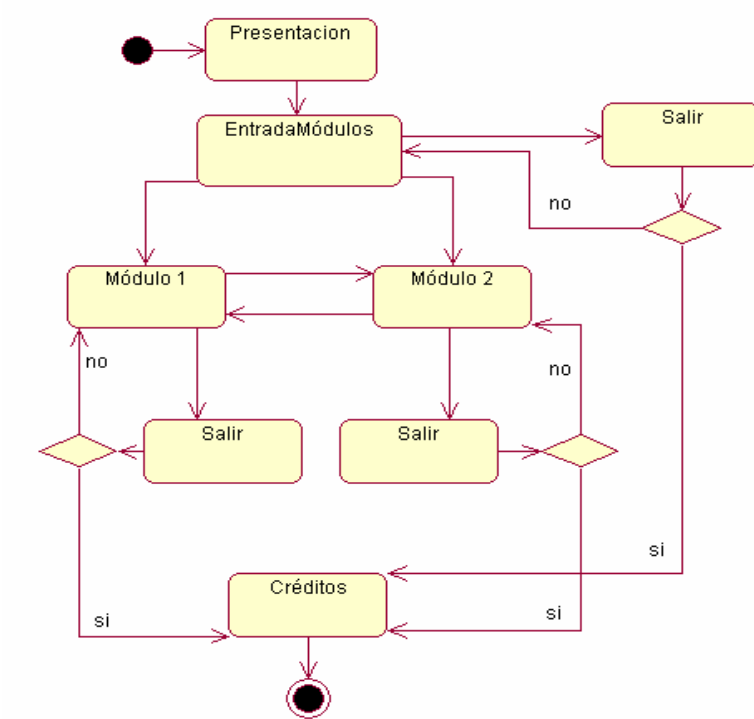 Presentacion
EntradaMódulos
Salir
no
Módulo 1
Módulo 2
no
no
Salir
Salir
si
Créditos
si
si